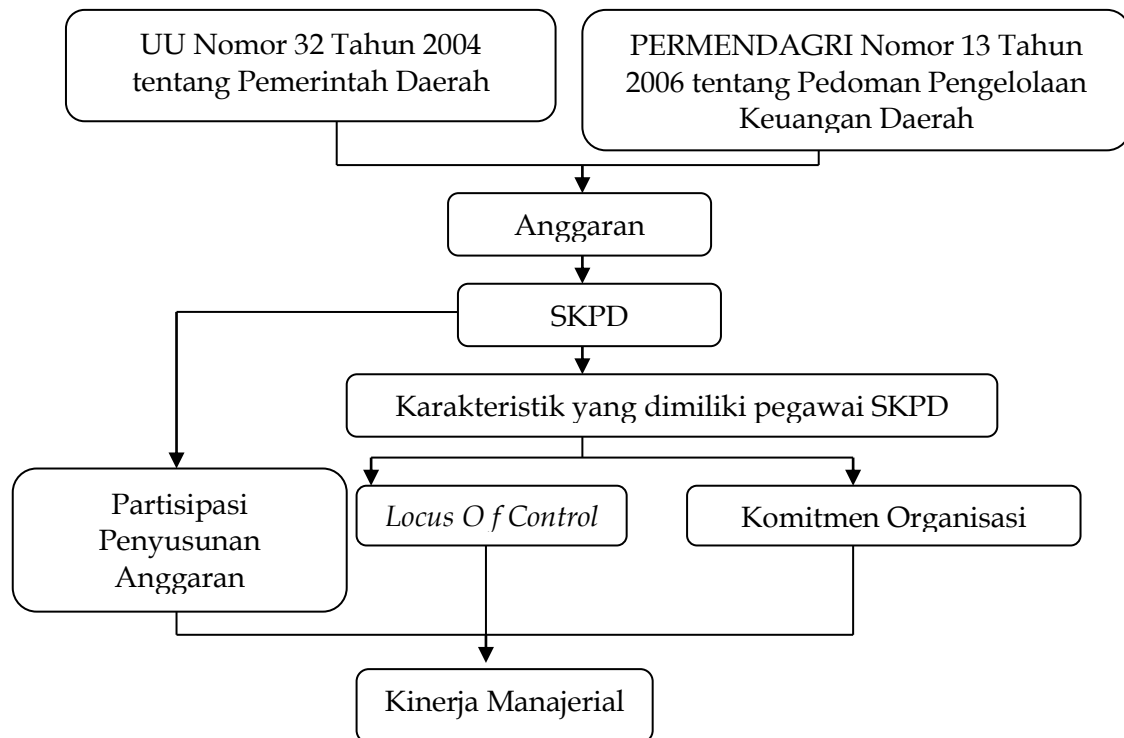 UU Nomor 32 Tahun 2004
tentang Pemerintah Daerah
PERMENDAGRI Nomor 13 Tahun
2006 tentang Pedoman Pengelolaan
Keuangan Daerah
Anggaran
SKPD
Karakteristik yang dimiliki pegawai SKPD
Partisipasi
Penyusunan
Anggaran
Locus O f Control
Komitmen Organisasi
Kinerja Manajerial